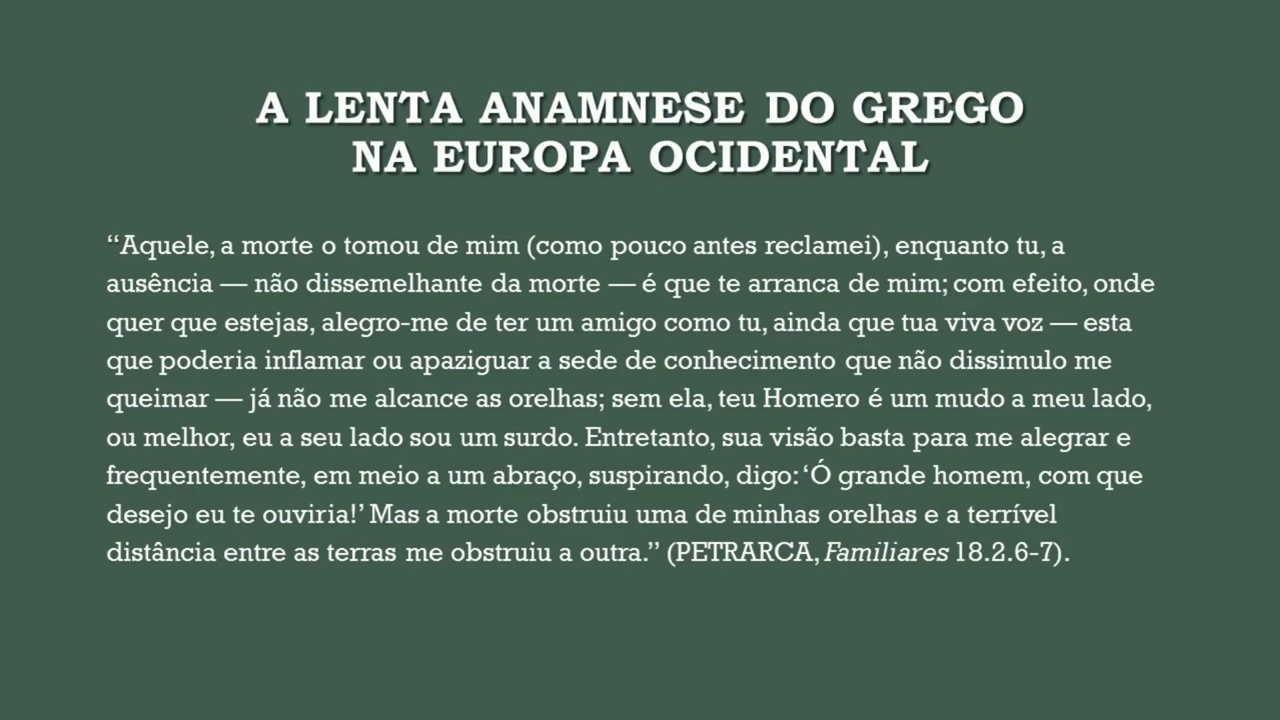 A LENTA ANAMNESE DO GREGO
NA EUROPA OCIDENTAL
“Aquele, a morte o tomou de mim (como pouco antes reclamei), enquanto tu, a
ausência — não dissemelhante da morte — é que te arranca de mim; com efeito, onde
quer que estejas, alegro-me de ter um amigo como tu, ainda que tua viva voz — esta
que poderia inflamar ou apaziguar a sede de conhecimento que não dissimulo me
queimar — já não me alcance as orelhas; sem ela, teu Homero é um mudo a meu lado,
ou melhor, eu a seu lado sou um surdo. Entretanto, sua visão basta para me alegrar e
frequentemente, em meio a um abraço, suspirando, digo: ‘Ó grande homem, com que
desejo eu te ouviria!’ Mas a morte obstruiu uma de minhas orelhas e a terrível
distância entre as terras me obstruiu a outra.” (PETRARCA, Familiares 18.2.6-7).